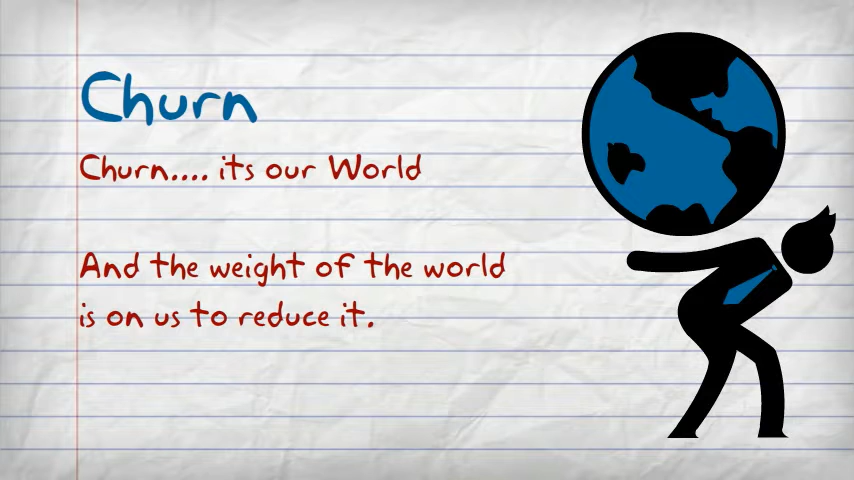 Churn
Churn.... its our World
And the weight of the world
is on us to reduce it.